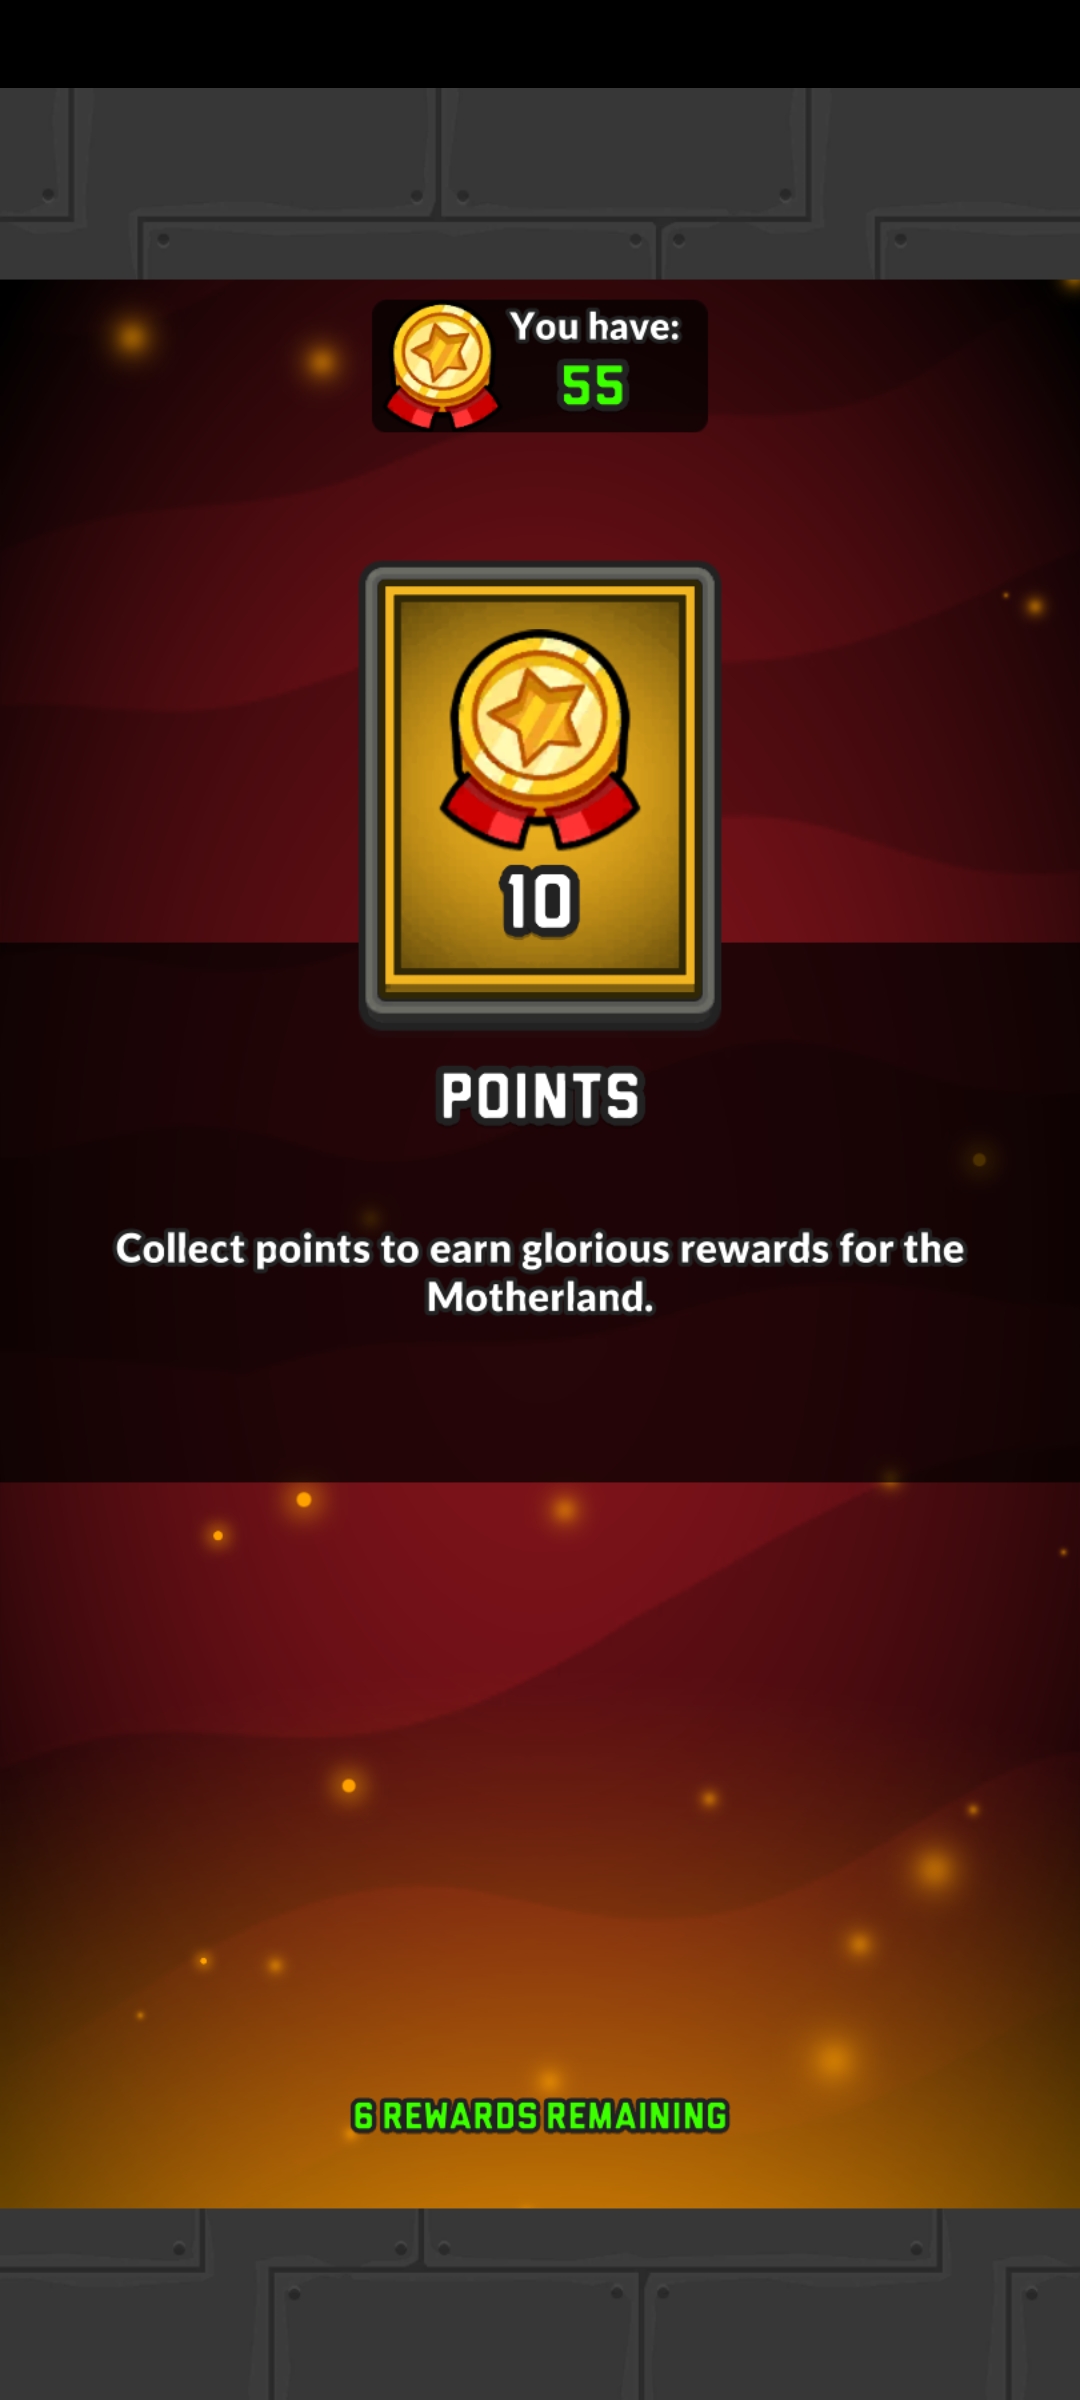 You have:
55
10
POINTS
Collect points to earn glorious rewards for the
Motherland.
6 REWARDS REMAINING